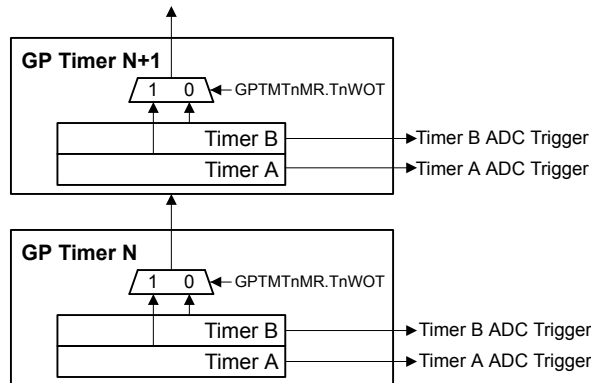 GP Timer N+1
1 0
GPTMTnMR.TnWOT
Timer B
Timer B ADC Trigger
Timer A
Timer A ADC Trigger
GP Timer N
1 0
GPTMTnMR.TnWOT
Timer B
Timer B ADC Trigger
Timer A
Timer A ADC Trigger